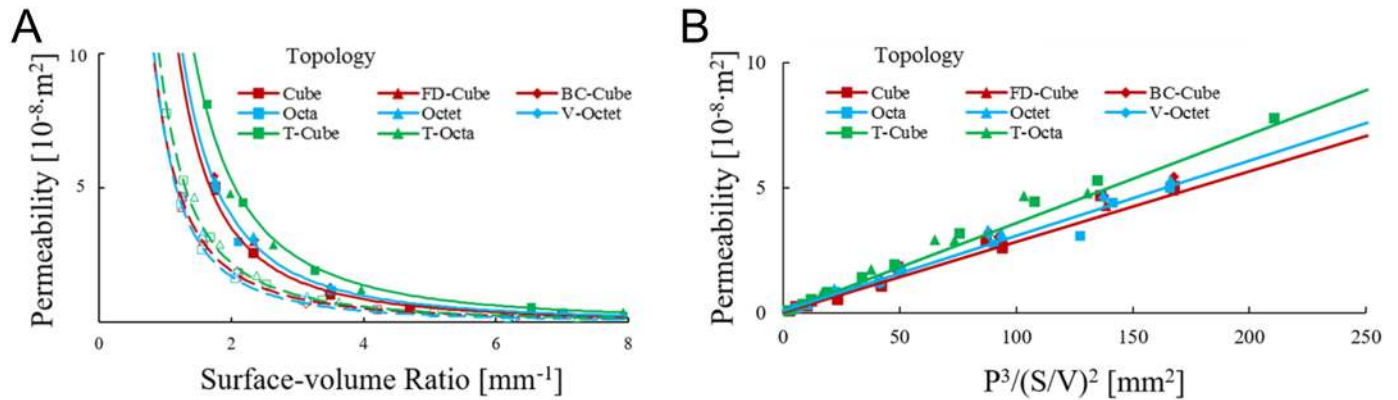 A
Permeability [10⁻⁸·m²]
10
5
Topology
Cube FD-Cube BC-Cube
Octa Octet V-Octet
T-Cube T-Octa
0 2 4 6 8
Surface-volume Ratio [mm⁻¹]
B
Permeability [10⁻⁸·m²]
10
5
0
Topology
Cube FD-Cube BC-Cube
Octa Octet V-Octet
T-Cube T-Octa
0 50 100 150 200 250
P³/(S/V)² [mm²]